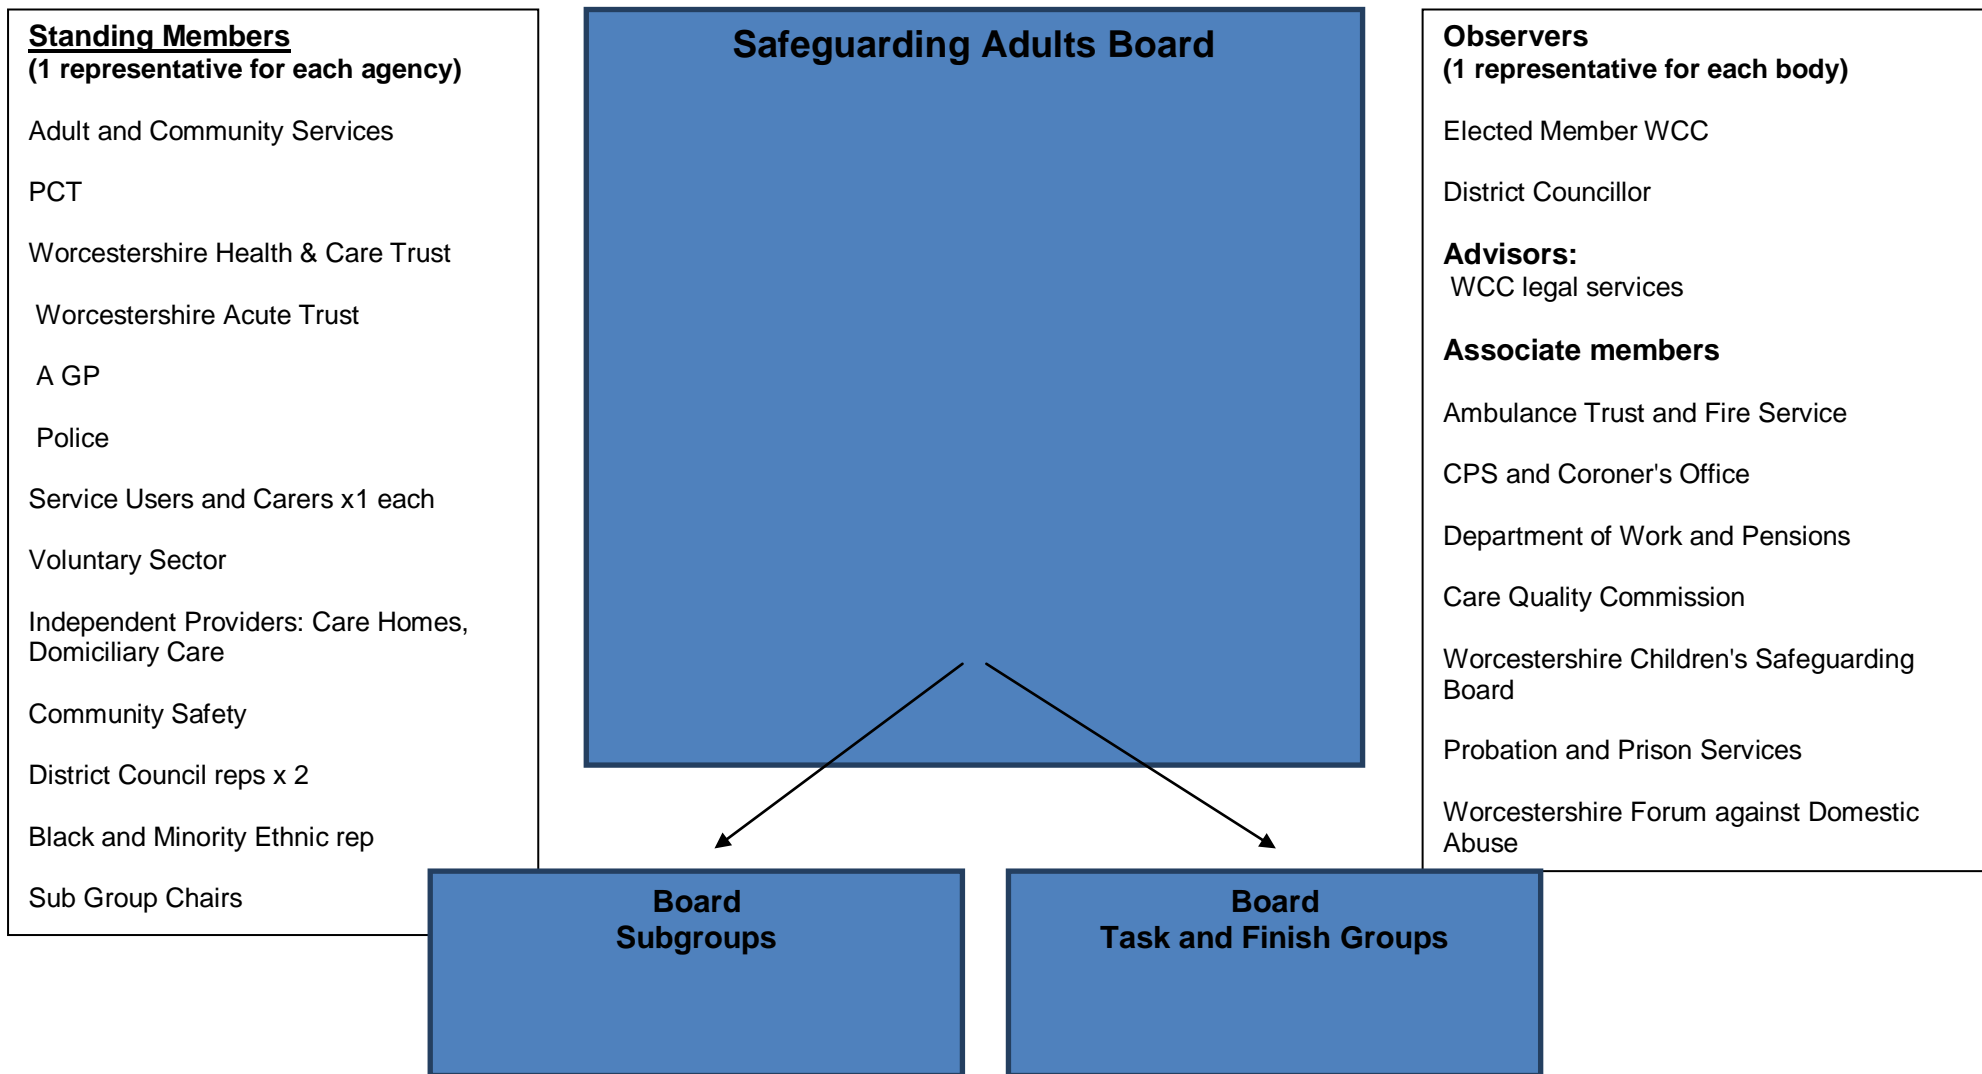 Standing Members
(1 representative for each agency)
Adult and Community Services
PCT
Worcestershire Health & Care Trust
Worcestershire Acute Trust
A GP
Police
Service Users and Carers x1 each
Voluntary Sector
Independent Providers: Care Homes,
Domiciliary Care
Community Safety
District Council reps x 2
Black and Minority Ethnic rep
Sub Group Chairs
Safeguarding Adults Board
Observers
(1 representative for each body)
Elected Member WCC
District Councillor
Advisors:
WCC legal services
Associate members
Ambulance Trust and Fire Service
CPS and Coroner's Office
Department of Work and Pensions
Care Quality Commission
Worcestershire Children's Safeguarding
Board
Probation and Prison Services
Worcestershire Forum against Domestic
Abuse
Board
Subgroups
Board
Task and Finish Groups